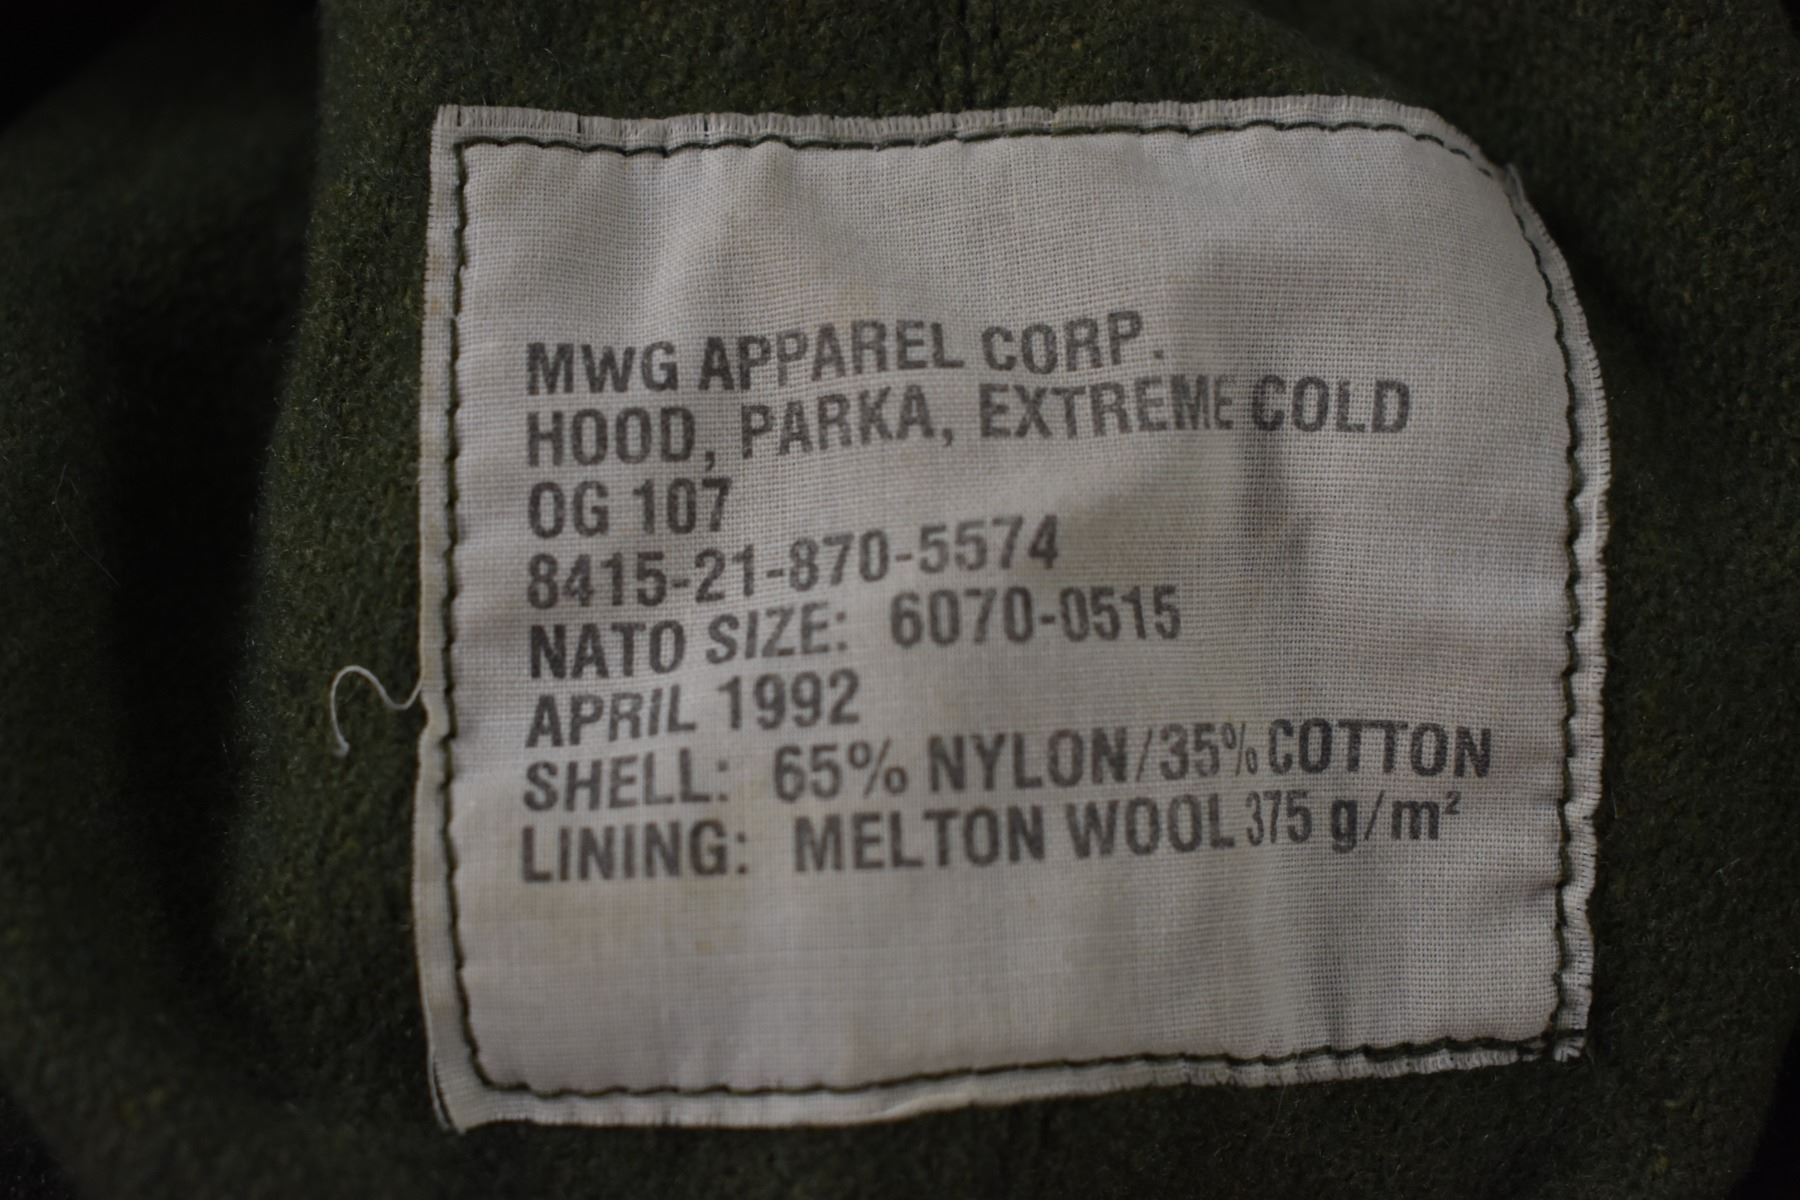 MWG APPAREL CORP.
HOOD, PARKA, EXTREME COLD
OG 107
8415-21-870-5574
NATO SIZE: 6070-0515
APRIL 1992
SHELL: 65% NYLON/35% COTTON
LINING: MELTON WOOL 375 g/m²